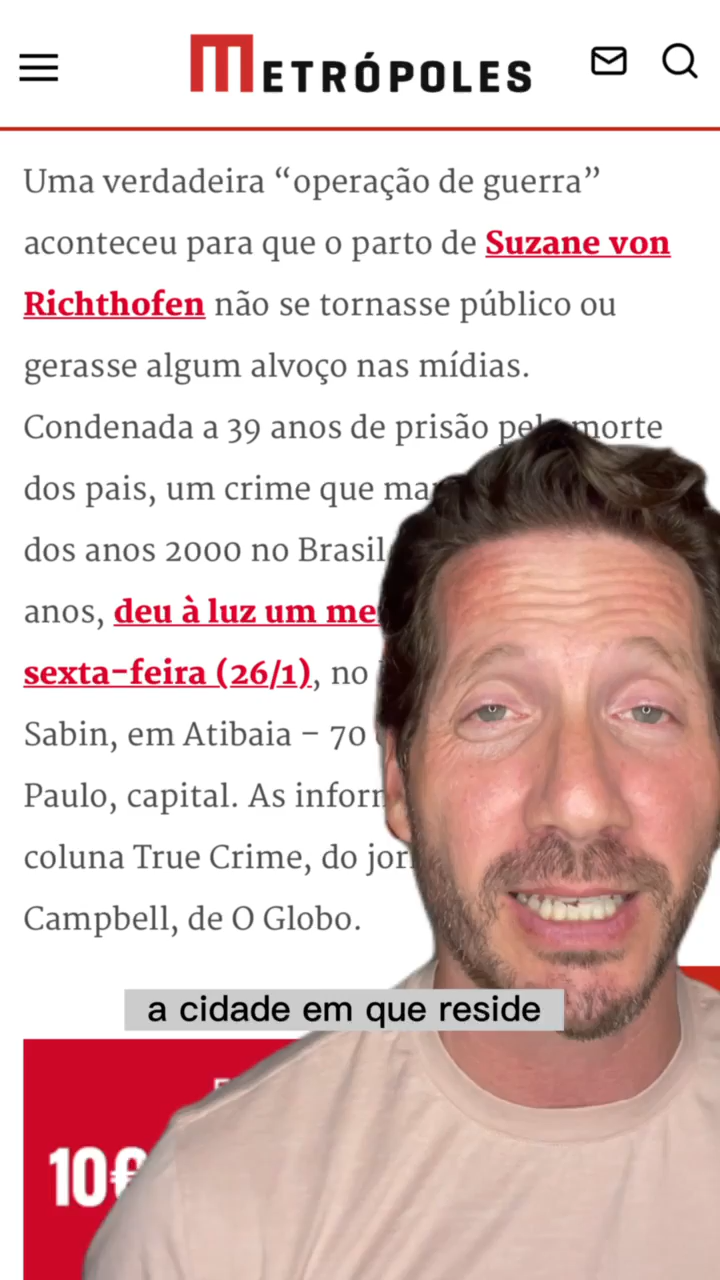 METRÓPOLES
Uma verdadeira “operação de guerra”
aconteceu para que o parto de Suzane von
Richthofen não se tornasse público ou
gerasse algum alvoço nas mídias.
Condenada a 39 anos de prisão pela morte
dos pais, um crime que
dos anos 2000 no Brasil
anos, deu à luz um
sexta-feira (26/1), no
Sabin, em Atibaia – 70
Paulo, capital. As
coluna True Crime, do
Campbell, de O Globo.
a cidade em que reside
10€